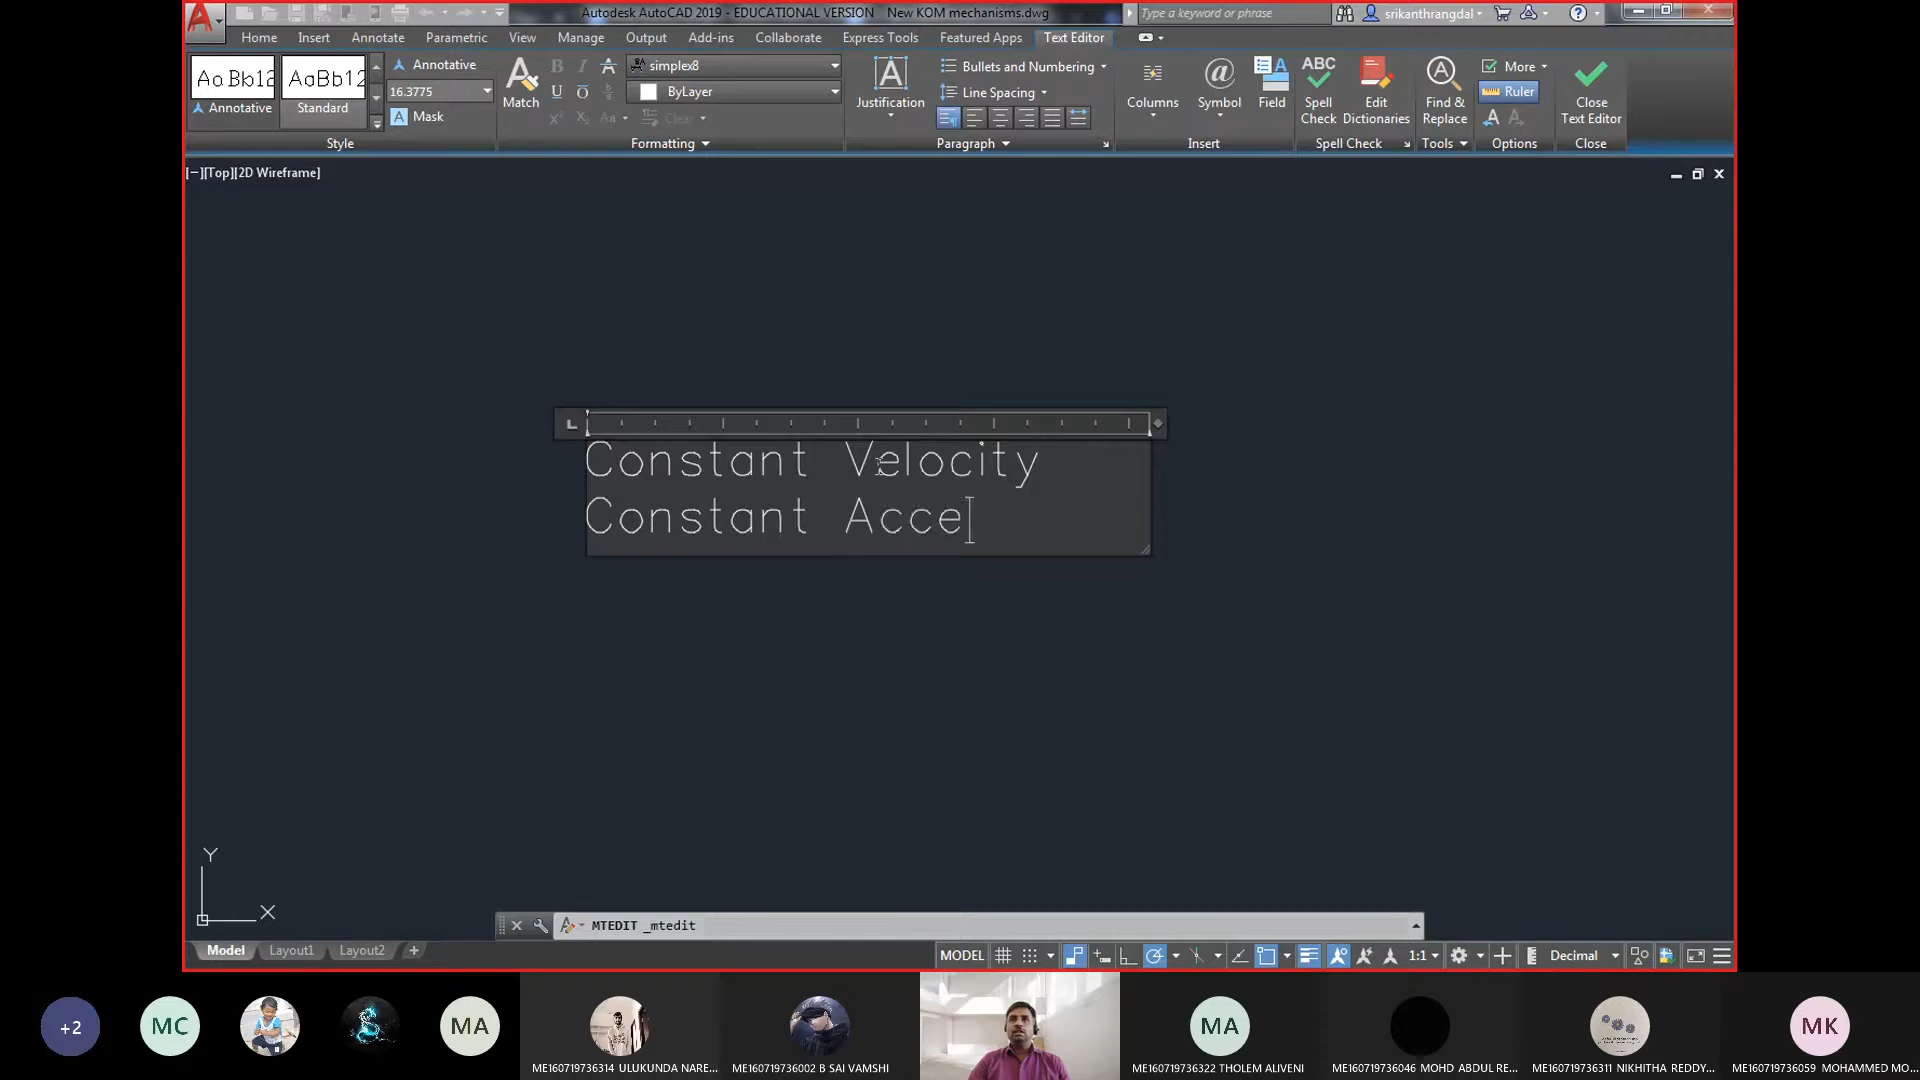 Autodesk AutoCAD 2019 - EDUCATIONAL VERSION New KOM mechanisms.dwg
Type a keyword or phrase
srikanthrangdal
Home Insert Annotate Parametric View Manage Output Add-ins Collaborate Express Tools Featured Apps Text Editor
Aa Bb12
Annotative
AaBb12
Standard
Annotative
16.3775
Mask
Style
Match
simplex8
ByLayer
Clear
Formatting
Justification
Bullets and Numbering
Line Spacing
Paragraph
Columns
Symbol
Field
Insert
ABC
Spell
Check
Edit
Dictionaries
Spell Check
Find &
Replace
Tools
More
Ruler
Options
Close
Text Editor
Close
[−][Top][2D Wireframe]
Constant Velocity
Constant Acce
Y
X
MTEDIT _mtedit
Model Layout1 Layout2 +
MODEL
1:1
Decimal
+2
MC
MA
ME160719736314 ULUKUNDA NARE...
ME160719736002 B SAI VAMSHI
MA
ME160719736322 THOLEM ALIVENI
ME160719736046 MOHD ABDUL RE...
ME160719736311 NIKHITHA REDDY...
MK
ME160719736059 MOHAMMED MO...